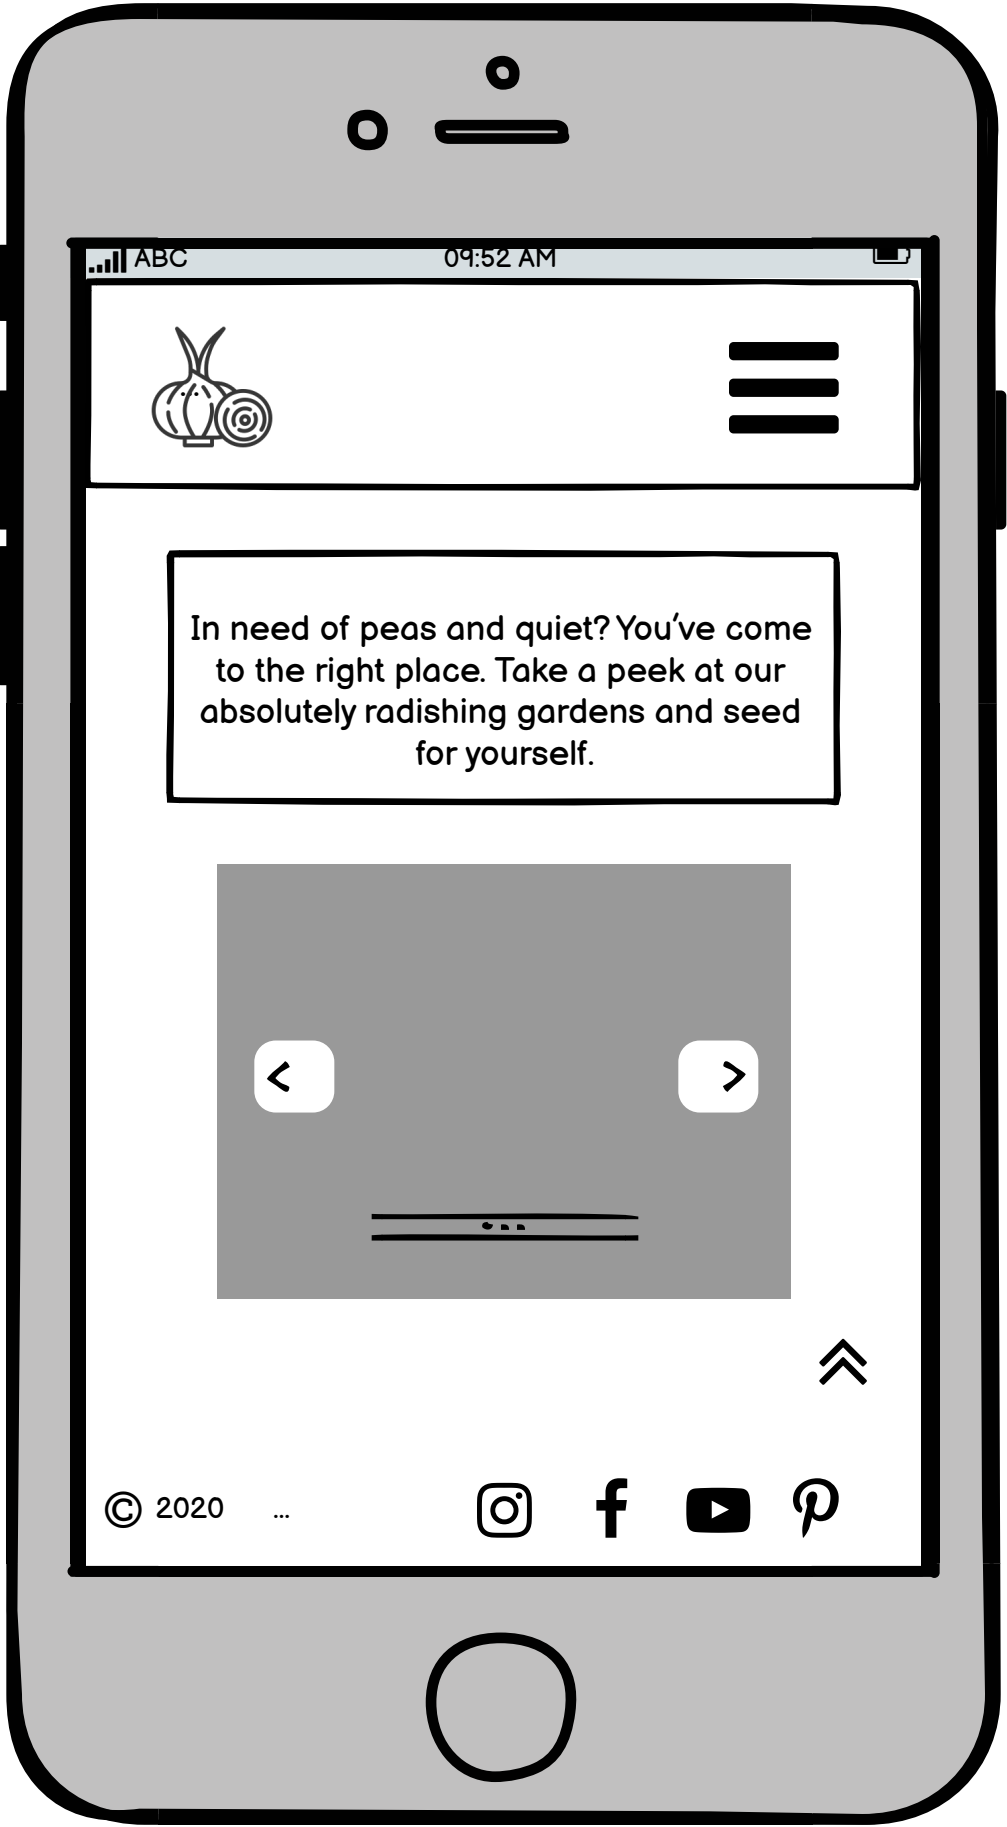 ABC 09:52 AM
In need of peas and quiet? You've come
to the right place. Take a peek at our
absolutely radishing gardens and seed
for yourself.
< >
© 2020 ...